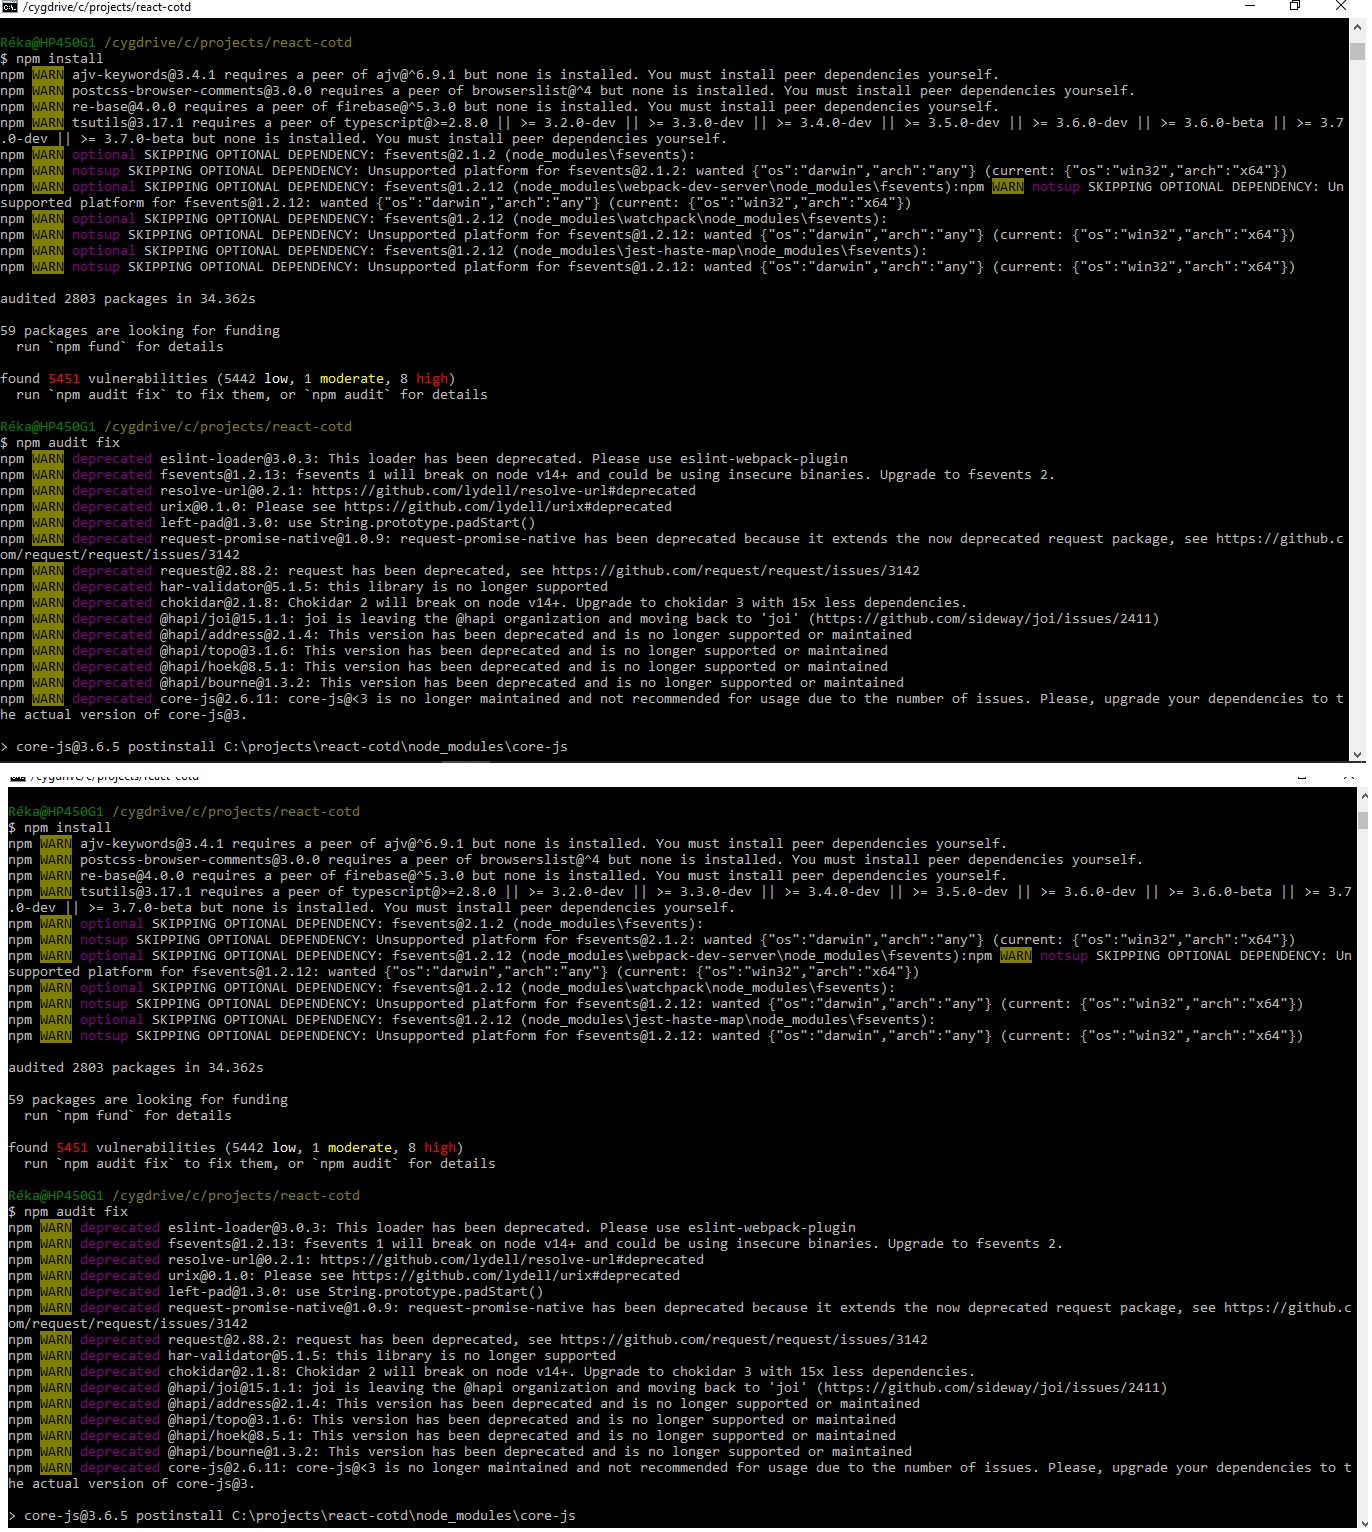 /cygdrive/c/projects/react-cotd
Réka@HP450G1 /cygdrive/c/projects/react-cotd
$ npm install
npm WARN ajv-keywords@3.4.1 requires a peer of ajv@^6.9.1 but none is installed. You must install peer dependencies yourself.
npm WARN postcss-browser-comments@3.0.0 requires a peer of browserslist@^4 but none is installed. You must install peer dependencies yourself.
npm WARN re-base@4.0.0 requires a peer of firebase@^5.3.0 but none is installed. You must install peer dependencies yourself.
npm WARN tsutils@3.17.1 requires a peer of typescript@>=2.8.0 || >= 3.2.0-dev || >= 3.3.0-dev || >= 3.4.0-dev || >= 3.5.0-dev || >= 3.6.0-dev || >= 3.6.0-beta || >= 3.7
.0-dev || >= 3.7.0-beta but none is installed. You must install peer dependencies yourself.
npm WARN optional SKIPPING OPTIONAL DEPENDENCY: fsevents@2.1.2 (node_modules\fsevents):
npm WARN notsup SKIPPING OPTIONAL DEPENDENCY: Unsupported platform for fsevents@2.1.2: wanted {"os":"darwin","arch":"any"} (current: {"os":"win32","arch":"x64"})
npm WARN optional SKIPPING OPTIONAL DEPENDENCY: fsevents@1.2.12 (node_modules\webpack-dev-server\node_modules\fsevents):npm WARN notsup SKIPPING OPTIONAL DEPENDENCY: Un
supported platform for fsevents@1.2.12: wanted {"os":"darwin","arch":"any"} (current: {"os":"win32","arch":"x64"})
npm WARN optional SKIPPING OPTIONAL DEPENDENCY: fsevents@1.2.12 (node_modules\watchpack\node_modules\fsevents):
npm WARN notsup SKIPPING OPTIONAL DEPENDENCY: Unsupported platform for fsevents@1.2.12: wanted {"os":"darwin","arch":"any"} (current: {"os":"win32","arch":"x64"})
npm WARN optional SKIPPING OPTIONAL DEPENDENCY: fsevents@1.2.12 (node_modules\jest-haste-map\node_modules\fsevents):
npm WARN notsup SKIPPING OPTIONAL DEPENDENCY: Unsupported platform for fsevents@1.2.12: wanted {"os":"darwin","arch":"any"} (current: {"os":"win32","arch":"x64"})
audited 2803 packages in 34.362s
59 packages are looking for funding
run `npm fund` for details
found 5451 vulnerabilities (5442 low, 1 moderate, 8 high)
run `npm audit fix` to fix them, or `npm audit` for details
Réka@HP450G1 /cygdrive/c/projects/react-cotd
$ npm audit fix
npm WARN deprecated eslint-loader@3.0.3: This loader has been deprecated. Please use eslint-webpack-plugin
npm WARN deprecated fsevents@1.2.13: fsevents 1 will break on node v14+ and could be using insecure binaries. Upgrade to fsevents 2.
npm WARN deprecated resolve-url@0.2.1: https://github.com/lydell/resolve-url#deprecated
npm WARN deprecated urix@0.1.0: Please see https://github.com/lydell/urix#deprecated
npm WARN deprecated left-pad@1.3.0: use String.prototype.padStart()
npm WARN deprecated request-promise-native@1.0.9: request-promise-native has been deprecated because it extends the now deprecated request package, see https://github.c
om/request/request/issues/3142
npm WARN deprecated request@2.88.2: request has been deprecated, see https://github.com/request/request/issues/3142
npm WARN deprecated har-validator@5.1.5: this library is no longer supported
npm WARN deprecated chokidar@2.1.8: Chokidar 2 will break on node v14+. Upgrade to chokidar 3 with 15x less dependencies.
npm WARN deprecated @hapi/joi@15.1.1: joi is leaving the @hapi organization and moving back to 'joi' (https://github.com/sideway/joi/issues/2411)
npm WARN deprecated @hapi/address@2.1.4: This version has been deprecated and is no longer supported or maintained
npm WARN deprecated @hapi/topo@3.1.6: This version has been deprecated and is no longer supported or maintained
npm WARN deprecated @hapi/hoek@8.5.1: This version has been deprecated and is no longer supported or maintained
npm WARN deprecated @hapi/bourne@1.3.2: This version has been deprecated and is no longer supported or maintained
npm WARN deprecated core-js@2.6.11: core-js@<3 is no longer maintained and not recommended for usage due to the number of issues. Please, upgrade your dependencies to t
he actual version of core-js@3.
> core-js@3.6.5 postinstall C:\projects\react-cotd\node_modules\core-js
/cygdrive/c/projects/react-cotd
Réka@HP450G1 /cygdrive/c/projects/react-cotd
$ npm install
npm WARN ajv-keywords@3.4.1 requires a peer of ajv@^6.9.1 but none is installed. You must install peer dependencies yourself.
npm WARN postcss-browser-comments@3.0.0 requires a peer of browserslist@^4 but none is installed. You must install peer dependencies yourself.
npm WARN re-base@4.0.0 requires a peer of firebase@^5.3.0 but none is installed. You must install peer dependencies yourself.
npm WARN tsutils@3.17.1 requires a peer of typescript@>=2.8.0 || >= 3.2.0-dev || >= 3.3.0-dev || >= 3.4.0-dev || >= 3.5.0-dev || >= 3.6.0-dev || >= 3.6.0-beta || >= 3.7
.0-dev || >= 3.7.0-beta but none is installed. You must install peer dependencies yourself.
npm WARN optional SKIPPING OPTIONAL DEPENDENCY: fsevents@2.1.2 (node_modules\fsevents):
npm WARN notsup SKIPPING OPTIONAL DEPENDENCY: Unsupported platform for fsevents@2.1.2: wanted {"os":"darwin","arch":"any"} (current: {"os":"win32","arch":"x64"})
npm WARN optional SKIPPING OPTIONAL DEPENDENCY: fsevents@1.2.12 (node_modules\webpack-dev-server\node_modules\fsevents):npm WARN notsup SKIPPING OPTIONAL DEPENDENCY: Un
supported platform for fsevents@1.2.12: wanted {"os":"darwin","arch":"any"} (current: {"os":"win32","arch":"x64"})
npm WARN optional SKIPPING OPTIONAL DEPENDENCY: fsevents@1.2.12 (node_modules\watchpack\node_modules\fsevents):
npm WARN notsup SKIPPING OPTIONAL DEPENDENCY: Unsupported platform for fsevents@1.2.12: wanted {"os":"darwin","arch":"any"} (current: {"os":"win32","arch":"x64"})
npm WARN optional SKIPPING OPTIONAL DEPENDENCY: fsevents@1.2.12 (node_modules\jest-haste-map\node_modules\fsevents):
npm WARN notsup SKIPPING OPTIONAL DEPENDENCY: Unsupported platform for fsevents@1.2.12: wanted {"os":"darwin","arch":"any"} (current: {"os":"win32","arch":"x64"})
audited 2803 packages in 34.362s
59 packages are looking for funding
run `npm fund` for details
found 5451 vulnerabilities (5442 low, 1 moderate, 8 high)
run `npm audit fix` to fix them, or `npm audit` for details
Réka@HP450G1 /cygdrive/c/projects/react-cotd
$ npm audit fix
npm WARN deprecated eslint-loader@3.0.3: This loader has been deprecated. Please use eslint-webpack-plugin
npm WARN deprecated fsevents@1.2.13: fsevents 1 will break on node v14+ and could be using insecure binaries. Upgrade to fsevents 2.
npm WARN deprecated resolve-url@0.2.1: https://github.com/lydell/resolve-url#deprecated
npm WARN deprecated urix@0.1.0: Please see https://github.com/lydell/urix#deprecated
npm WARN deprecated left-pad@1.3.0: use String.prototype.padStart()
npm WARN deprecated request-promise-native@1.0.9: request-promise-native has been deprecated because it extends the now deprecated request package, see https://github.c
om/request/request/issues/3142
npm WARN deprecated request@2.88.2: request has been deprecated, see https://github.com/request/request/issues/3142
npm WARN deprecated har-validator@5.1.5: this library is no longer supported
npm WARN deprecated chokidar@2.1.8: Chokidar 2 will break on node v14+. Upgrade to chokidar 3 with 15x less dependencies.
npm WARN deprecated @hapi/joi@15.1.1: joi is leaving the @hapi organization and moving back to 'joi' (https://github.com/sideway/joi/issues/2411)
npm WARN deprecated @hapi/address@2.1.4: This version has been deprecated and is no longer supported or maintained
npm WARN deprecated @hapi/topo@3.1.6: This version has been deprecated and is no longer supported or maintained
npm WARN deprecated @hapi/hoek@8.5.1: This version has been deprecated and is no longer supported or maintained
npm WARN deprecated @hapi/bourne@1.3.2: This version has been deprecated and is no longer supported or maintained
npm WARN deprecated core-js@2.6.11: core-js@<3 is no longer maintained and not recommended for usage due to the number of issues. Please, upgrade your dependencies to t
he actual version of core-js@3.
> core-js@3.6.5 postinstall C:\projects\react-cotd\node_modules\core-js